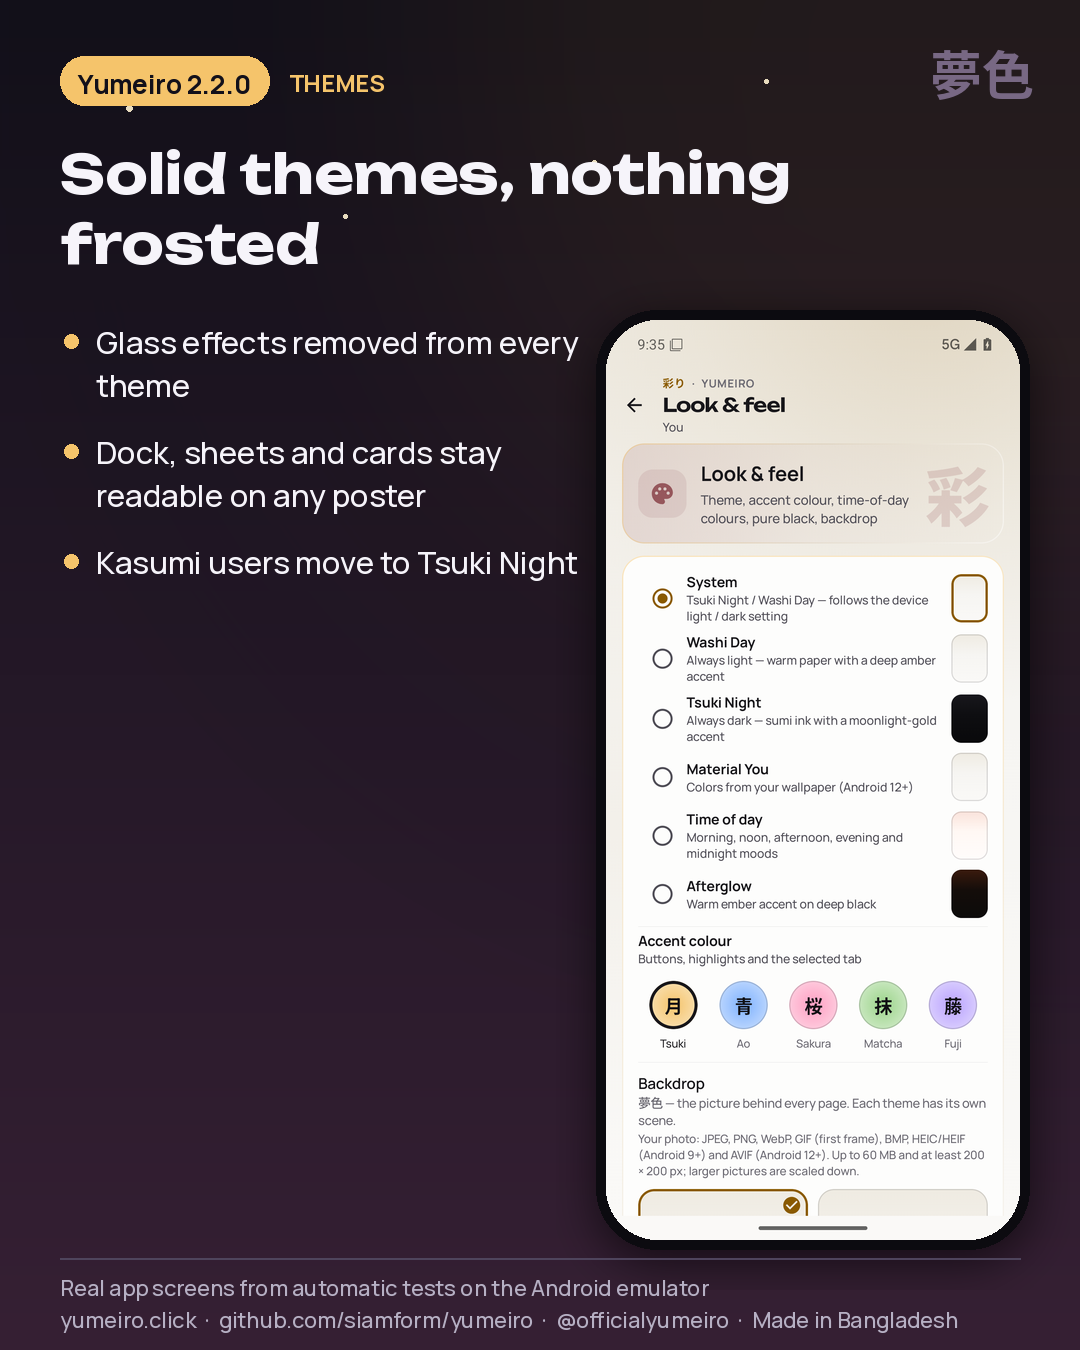 Yumeiro 2.2.0
THEMES
夢色
Solid themes, nothing
frosted
Glass effects removed from every
theme
Dock, sheets and cards stay
readable on any poster
Kasumi users move to Tsuki Night
9:35
5G
彩り · YUMEIRO
Look & feel
You
Look & feel
Theme, accent colour, time-of-day
colours, pure black, backdrop
彩
System
Tsuki Night / Washi Day — follows the device
light / dark setting
Washi Day
Always light — warm paper with a deep amber
accent
Tsuki Night
Always dark — sumi ink with a moonlight-gold
accent
Material You
Colors from your wallpaper (Android 12+)
Time of day
Morning, noon, afternoon, evening and
midnight moods
Afterglow
Warm ember accent on deep black
Accent colour
Buttons, highlights and the selected tab
月 青 桜 抹 藤
Tsuki Ao Sakura Matcha Fuji
Backdrop
夢色 — the picture behind every page. Each theme has its own
scene.
Your photo: JPEG, PNG, WebP, GIF (first frame), BMP, HEIC/HEIF
(Android 9+) and AVIF (Android 12+). Up to 60 MB and at least 200
× 200 px; larger pictures are scaled down.
Real app screens from automatic tests on the Android emulator
yumeiro.click · github.com/siamform/yumeiro · @officialyumeiro · Made in Bangladesh